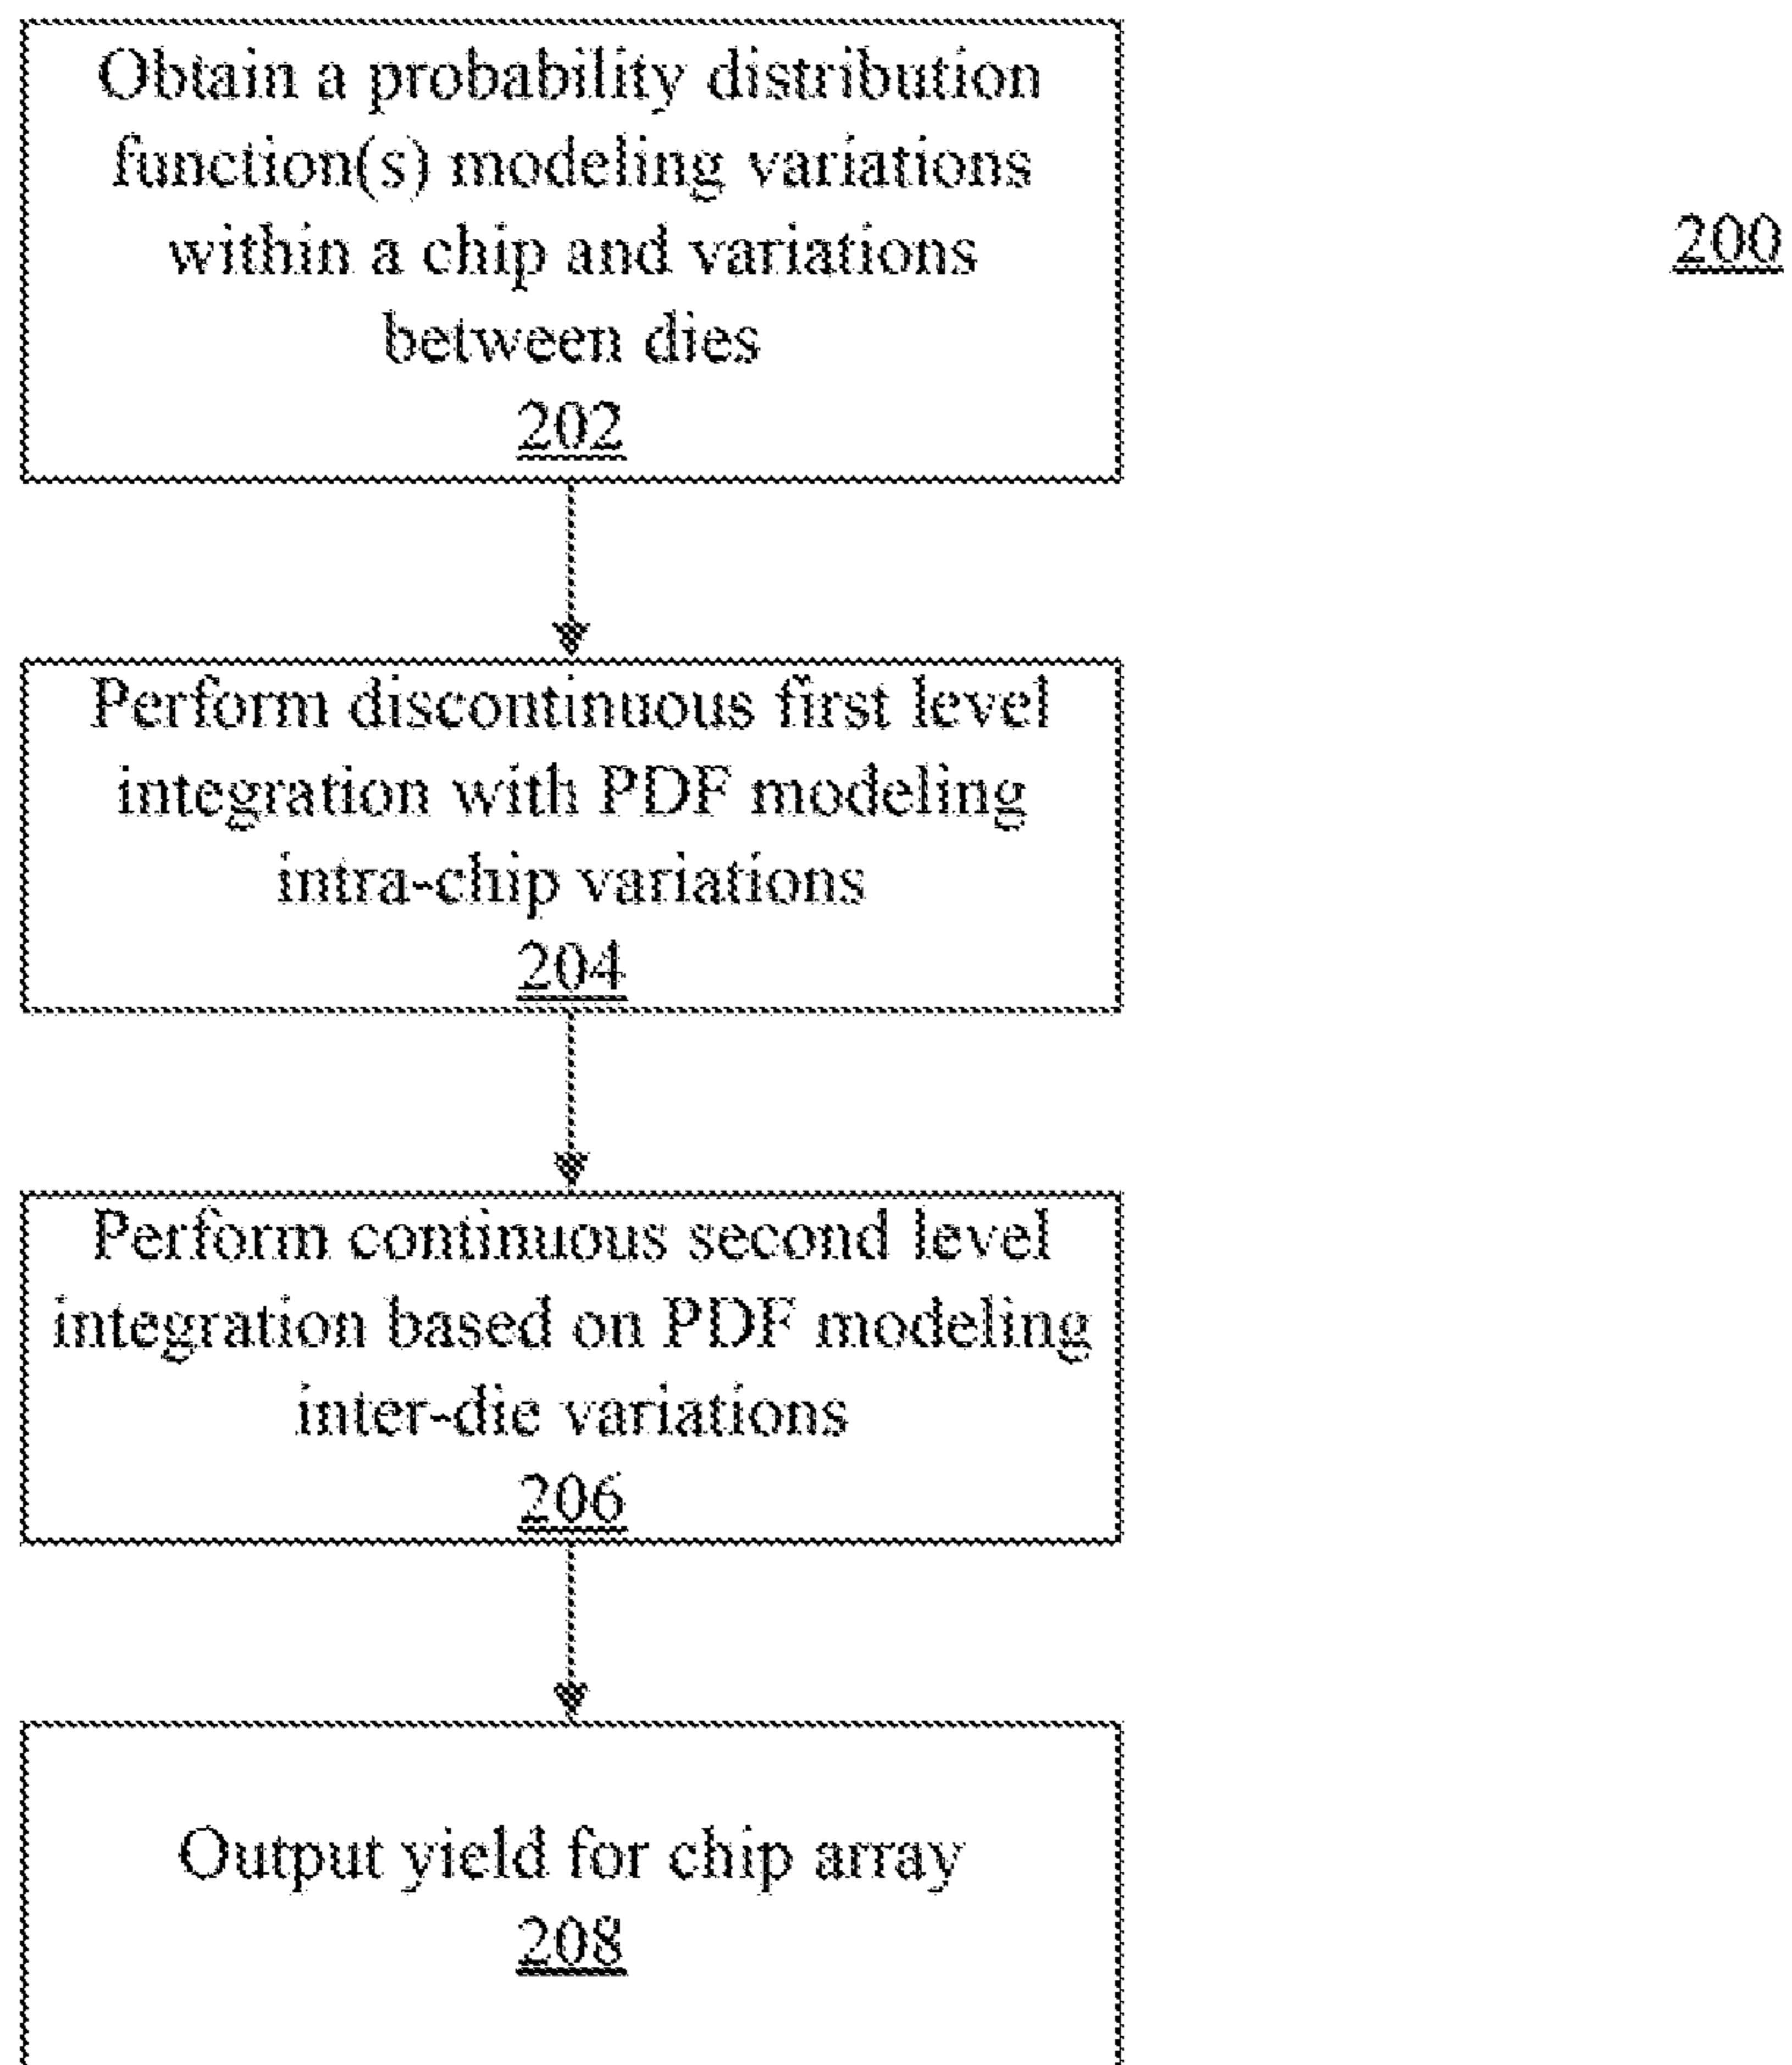 Obtain a probability distribution
function(s) modeling variations
within a chip and variations
between dies
202
200
Perform discontinuous first level
integration with PDF modeling
intra-chip variations
204
Perform continuous second level
integration based on PDF modeling
inter-die variations
206
Output yield for chip array
208